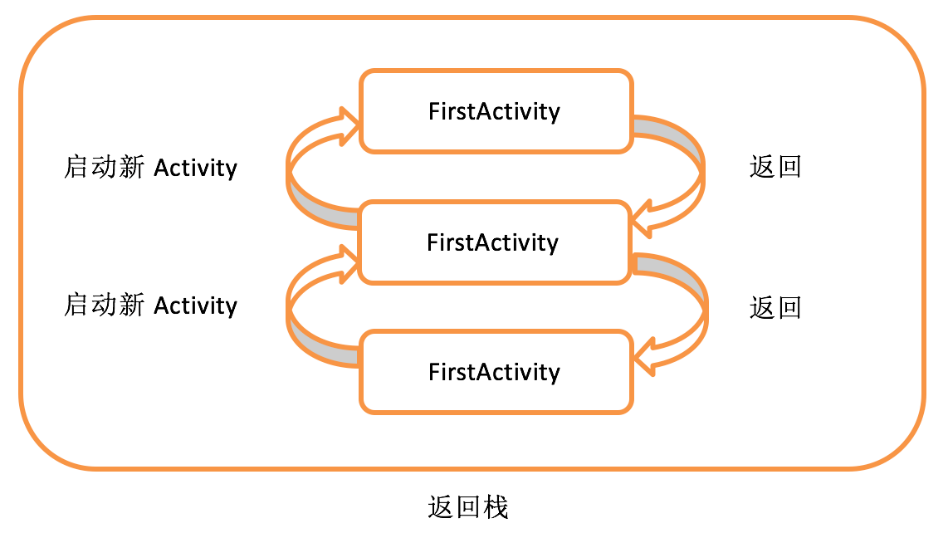 FirstActivity
启动新 Activity
返回
FirstActivity
启动新 Activity
返回
FirstActivity
返回栈